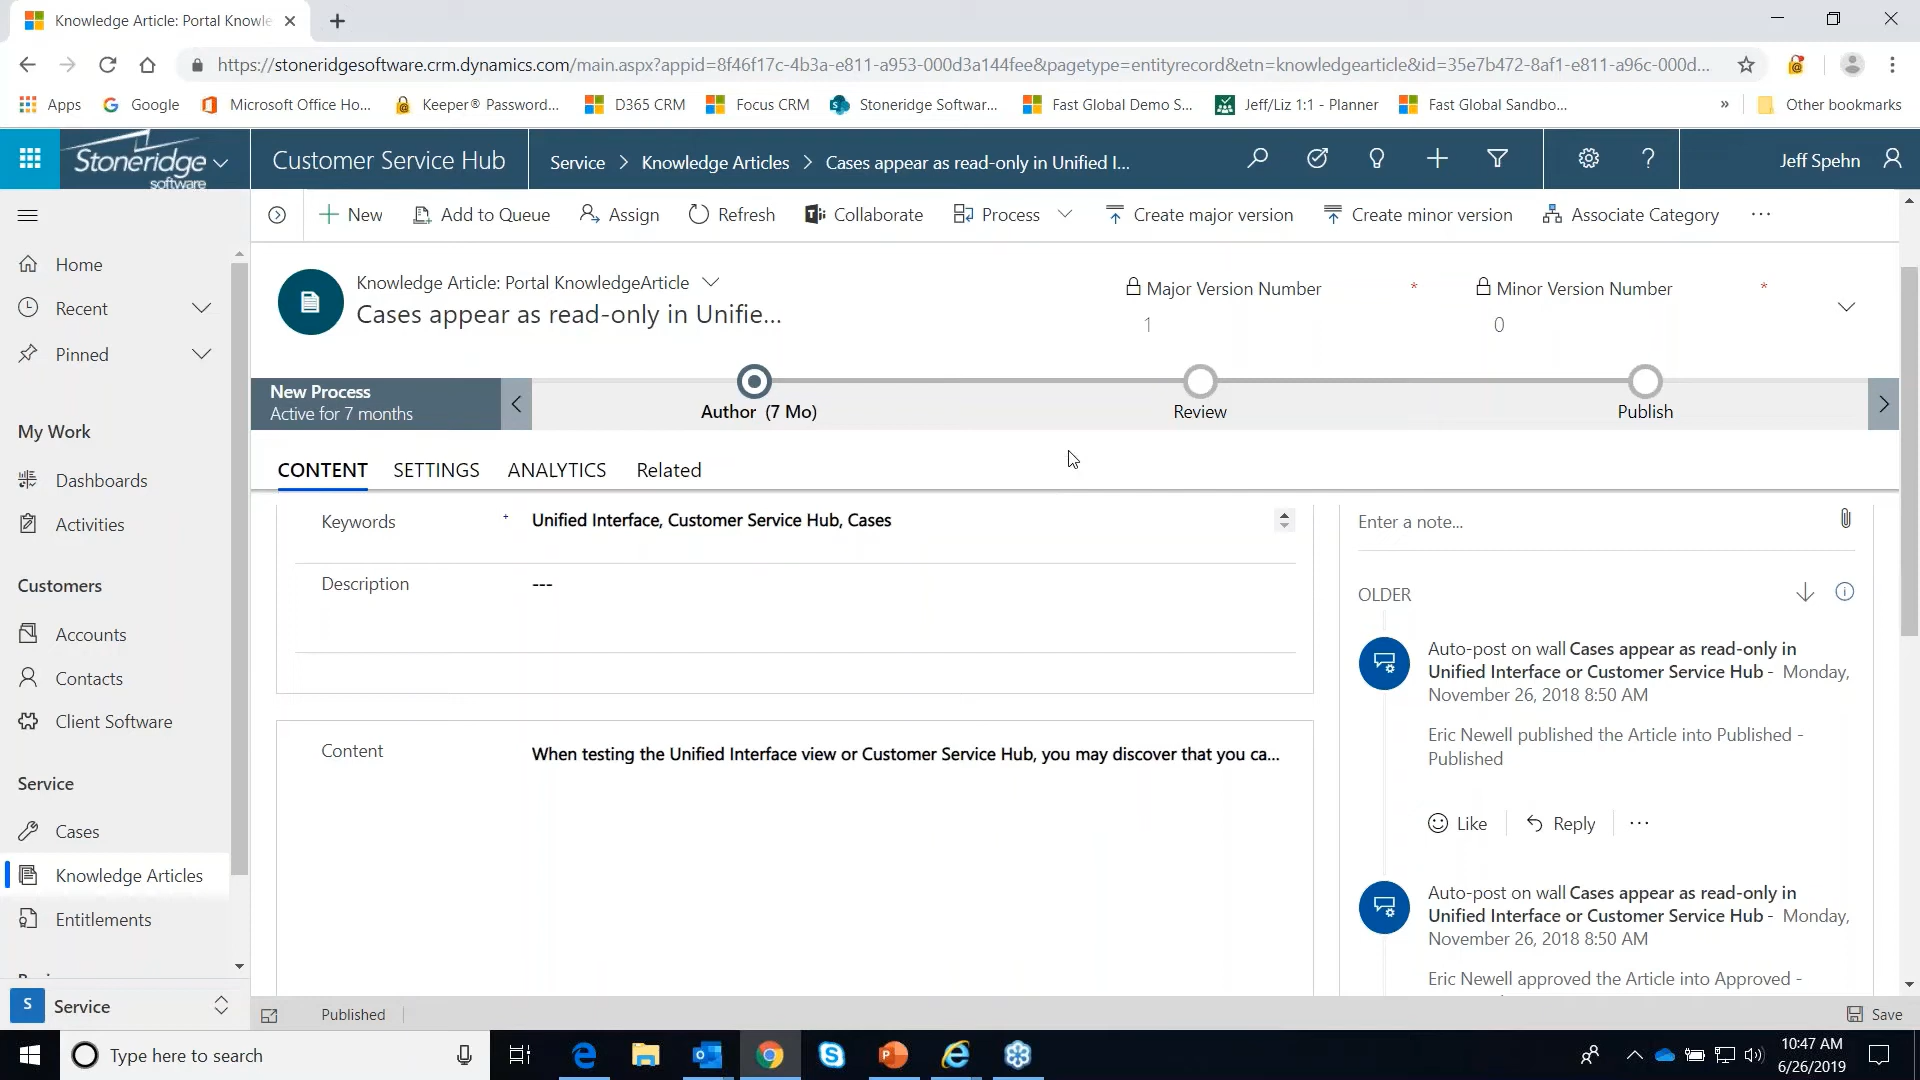 Knowledge Article: Portal Knowle
https://stoneridgesoftware.crm.dynamics.com/main.aspx?appid=8f46f17c-4b3a-e811-a953-000d3a144fee&pagetype=entityrecord&etn=knowledgearticle&id=35e7b472-8af1-e811-a96c-000d...
Apps Google Microsoft Office Ho... Keeper® Password... D365 CRM Focus CRM Stoneridge Softwar... Fast Global Demo S... Jeff/Liz 1:1 - Planner Fast Global Sandbo... » Other bookmarks
Stoneridge
software
Customer Service Hub
Service > Knowledge Articles > Cases appear as read-only in Unified I...
Jeff Spehn
New Add to Queue Assign Refresh Collaborate Process Create major version Create minor version Associate Category ...
Home
Recent
Pinned
My Work
Dashboards
Activities
Customers
Accounts
Contacts
Client Software
Service
Cases
Knowledge Articles
Entitlements
S Service
Knowledge Article: Portal KnowledgeArticle
Cases appear as read-only in Unifie...
Major Version Number *
1
Minor Version Number *
0
New Process
Active for 7 months
Author (7 Mo)
Review
Publish
CONTENT SETTINGS ANALYTICS Related
Keywords + Unified Interface, Customer Service Hub, Cases
Description ---
Content When testing the Unified Interface view or Customer Service Hub, you may discover that you ca...
Enter a note...
OLDER
Auto-post on wall Cases appear as read-only in
Unified Interface or Customer Service Hub - Monday,
November 26, 2018 8:50 AM
Eric Newell published the Article into Published -
Published
Like Reply ...
Auto-post on wall Cases appear as read-only in
Unified Interface or Customer Service Hub - Monday,
November 26, 2018 8:50 AM
Eric Newell approved the Article into Approved -
Published
Save
Type here to search
10:47 AM
6/26/2019